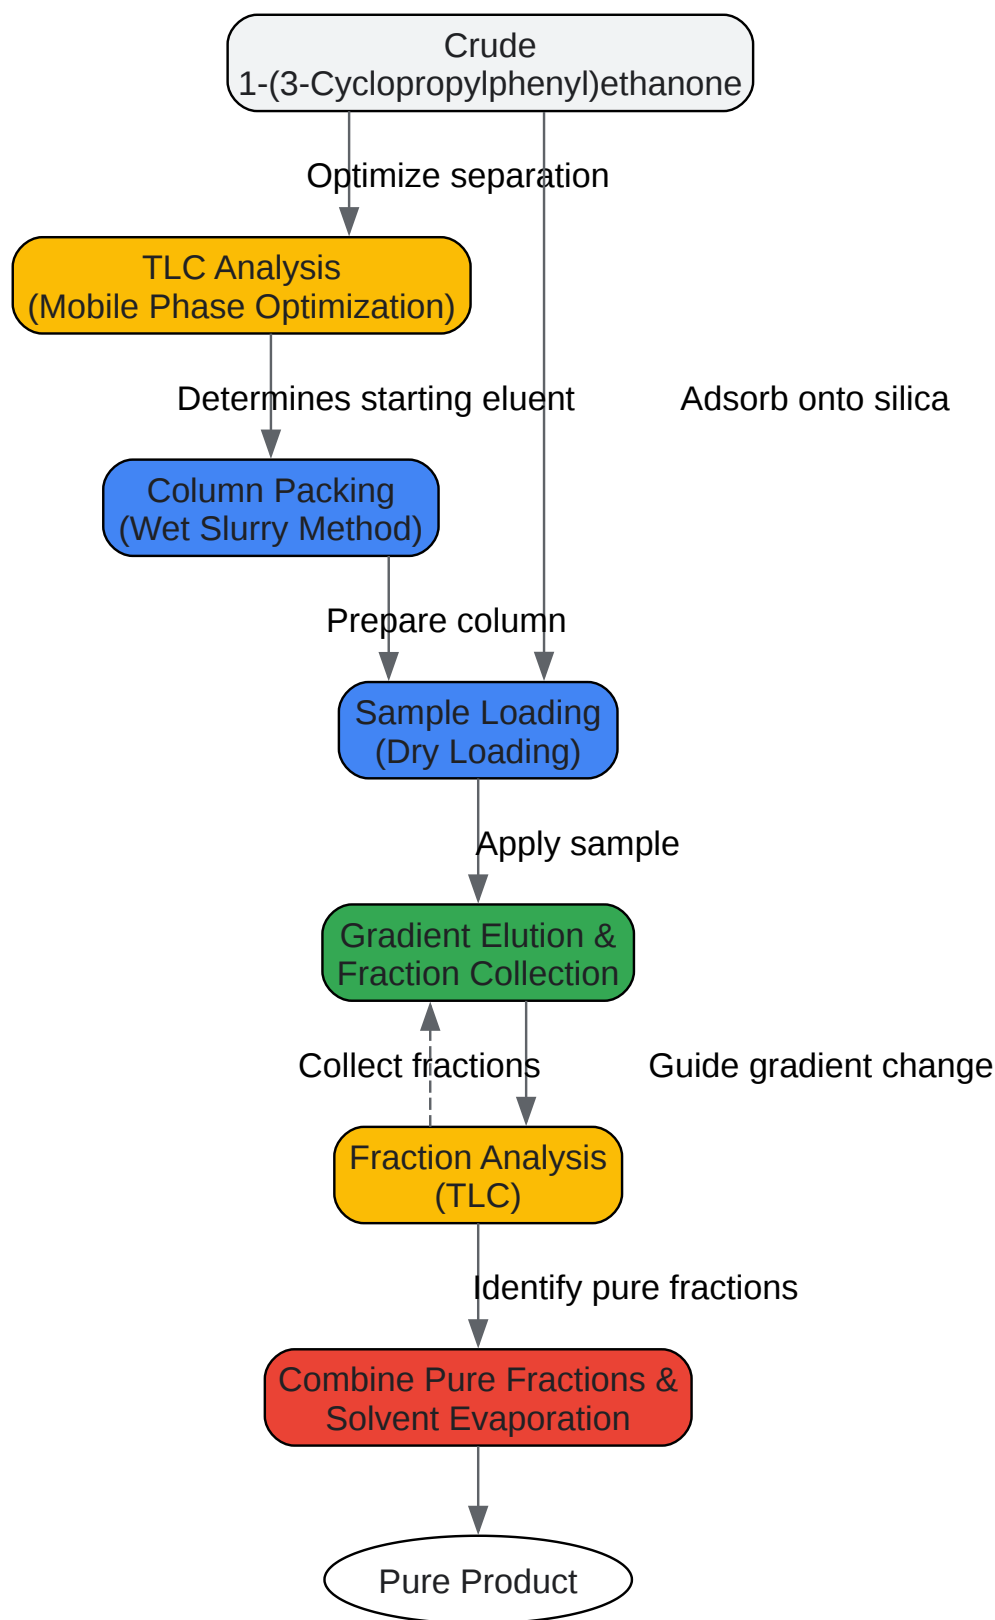 Crude
1-(3-Cyclopropylphenyl)ethanone
Optimize separation
TLC Analysis
(Mobile Phase Optimization)
Determines starting eluent
Adsorb onto silica
Column Packing
(Wet Slurry Method)
Prepare column
Sample Loading
(Dry Loading)
Apply sample
Gradient Elution &
Fraction Collection
Collect fractions
Guide gradient change
Fraction Analysis
(TLC)
Identify pure fractions
Combine Pure Fractions &
Solvent Evaporation
Pure Product